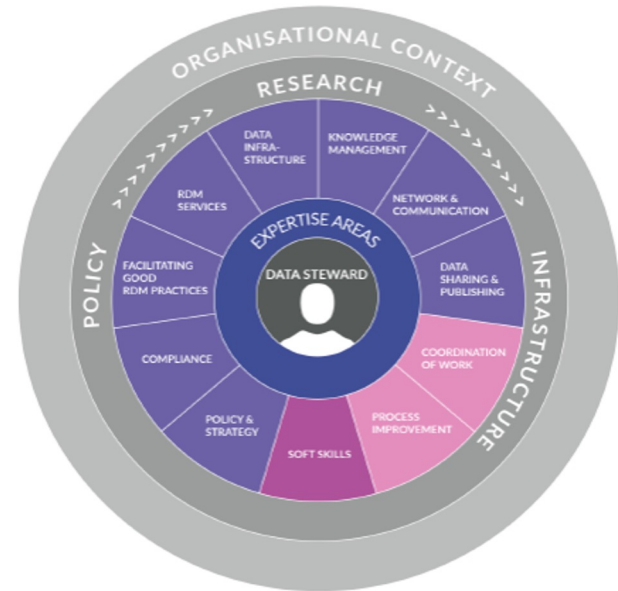 ORGANISATIONAL CONTEXT
RESEARCH
>>>>>>>>>>
>>>>>>>>>>
POLICY
INFRASTRUCTURE
DATA
INFRA-
STRUCTURE
KNOWLEDGE
MANAGEMENT
RDM
SERVICES
NETWORK &
COMMUNICATION
EXPERTISE AREAS
FACILITATING
GOOD
RDM PRACTICES
DATA STEWARD
DATA
SHARING &
PUBLISHING
COMPLIANCE
COORDINATION
OF WORK
POLICY &
STRATEGY
PROCESS
IMPROVEMENT
SOFT SKILLS